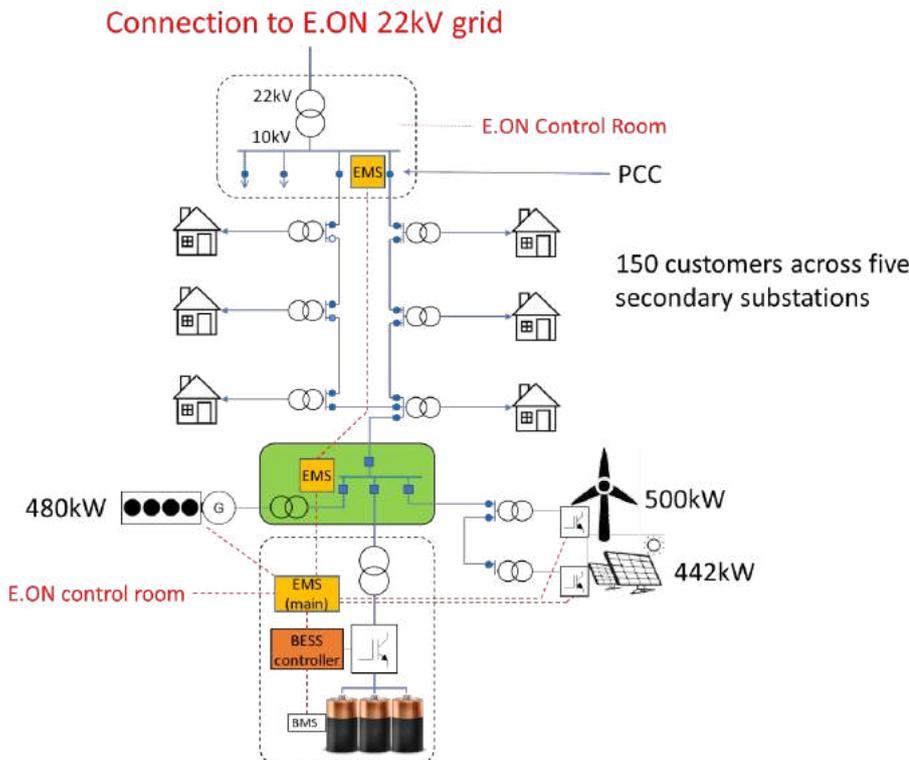 Connection to E.ON 22kV grid
22kV
10kV
E.ON Control Room
EMS
PCC
150 customers across five
secondary substations
EMS
480kW
G
500kW
442kW
E.ON control room
EMS
(main)
BESS
controller
BMS